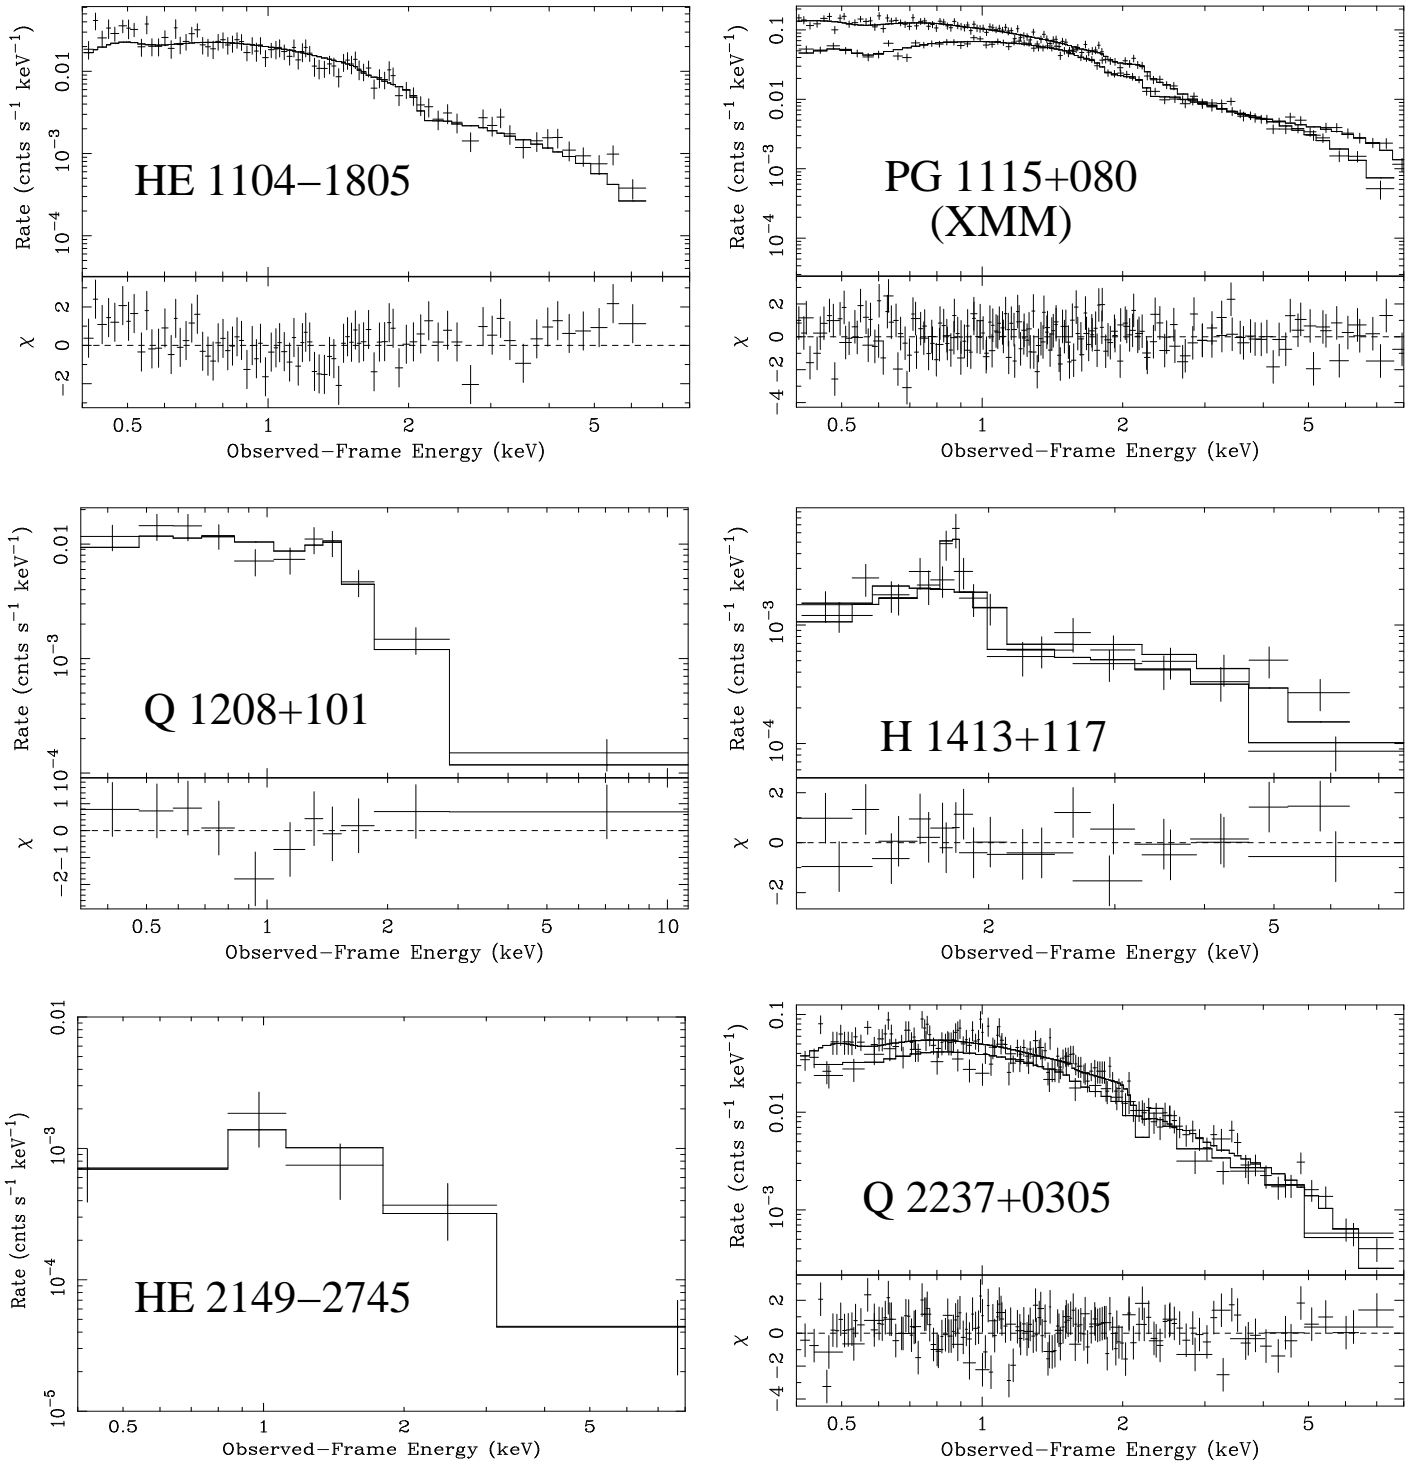 Rate (cnts s⁻¹ keV⁻¹)
0.01
10⁻³
10⁻⁴
HE 1104−1805
χ
2
0
−2
0.5 1 2 5
Observed−Frame Energy (keV)
Rate (cnts s⁻¹ keV⁻¹)
0.1
0.01
10⁻³
10⁻⁴
PG 1115+080
(XMM)
χ
2
0
−2
−4
0.5 1 2 5
Observed−Frame Energy (keV)
Rate (cnts s⁻¹ keV⁻¹)
0.01
10⁻³
10⁻⁴
Q 1208+101
χ
1
0
−1
−2
0.5 1 2 5 10
Observed−Frame Energy (keV)
Rate (cnts s⁻¹ keV⁻¹)
10⁻³
10⁻⁴
H 1413+117
χ
2
0
−2
2 5
Observed−Frame Energy (keV)
Rate (cnts s⁻¹ keV⁻¹)
0.01
10⁻³
10⁻⁴
10⁻⁵
HE 2149−2745
0.5 1 2 5
Observed−Frame Energy (keV)
Rate (cnts s⁻¹ keV⁻¹)
0.1
0.01
10⁻³
Q 2237+0305
χ
2
0
−2
−4
0.5 1 2 5
Observed−Frame Energy (keV)